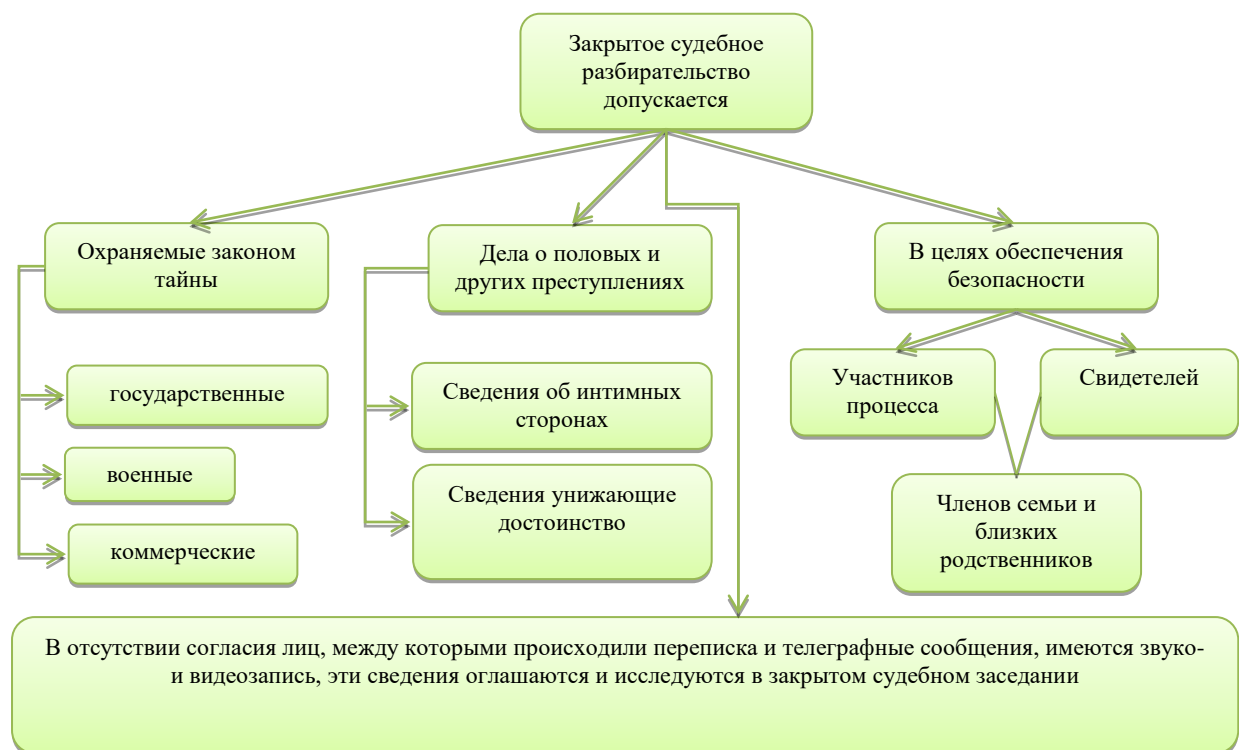 Закрытое судебное
разбирательство
допускается
Охраняемые законом
тайны
Дела о половых и
других преступлениях
В целях обеспечения
безопасности
государственные
военные
коммерческие
Сведения об интимных
сторонах
Сведения унижающие
достоинство
Участников
процесса
Свидетелей
Членов семьи и
близких
родственников
В отсутствии согласия лиц, между которыми происходили переписка и телеграфные сообщения, имеются звуко-
и видеозапись, эти сведения оглашаются и исследуются в закрытом судебном заседании